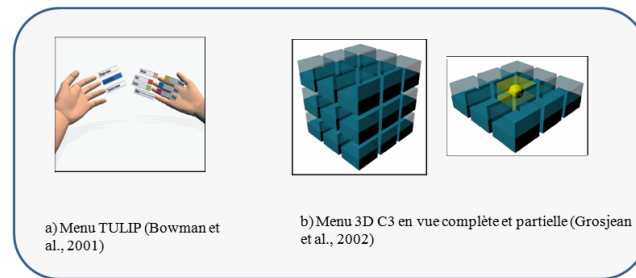 a) Menu TULIP (Bowman et
al., 2001)
b) Menu 3D C3 en vue complète et partielle (Grosjean
et al., 2002)